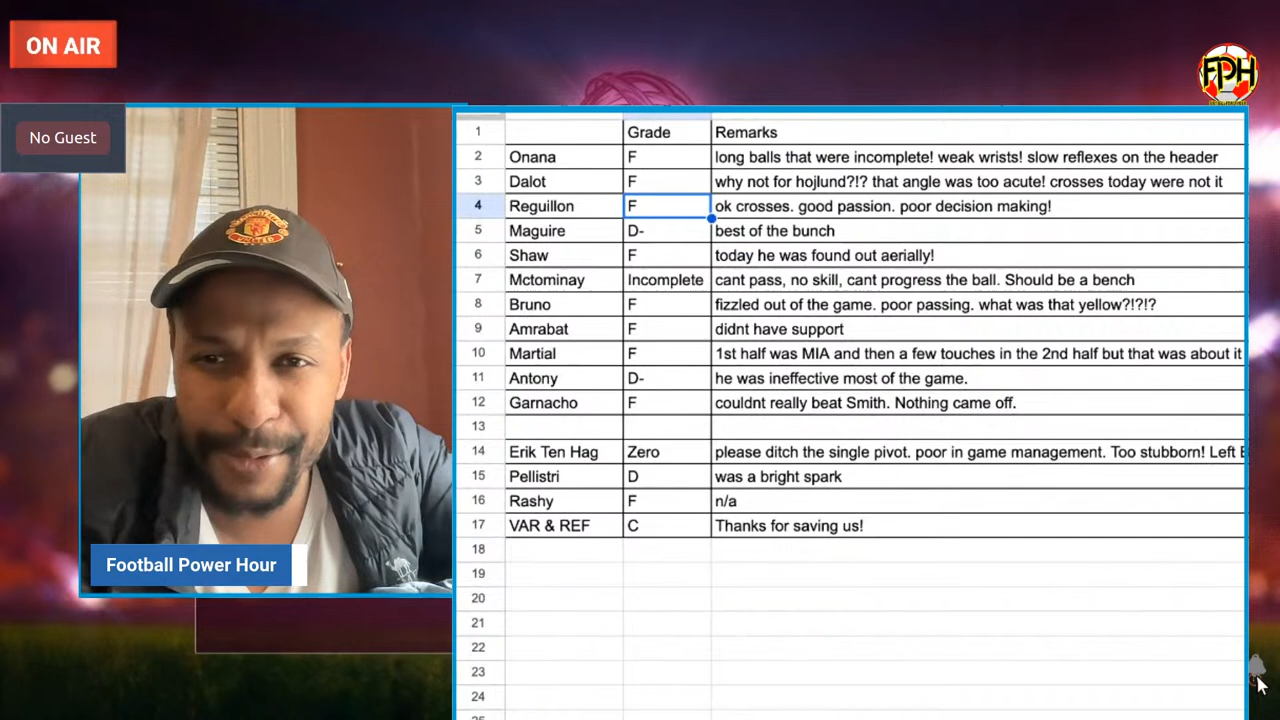 ON AIR
FPH
No Guest
Football Power Hour
1 Grade Remarks
2 Onana F long balls that were incomplete! weak wrists! slow reflexes on the header
3 Dalot F why not for hojlund?!? that angle was too acute! crosses today were not it
4 Reguillon F ok crosses. good passion. poor decision making!
5 Maguire D- best of the bunch
6 Shaw F today he was found out aerially!
7 Mctominay Incomplete cant pass, no skill, cant progress the ball. Should be a bench
8 Bruno F fizzled out of the game. poor passing. what was that yellow?!?!?
9 Amrabat F didnt have support
10 Martial F 1st half was MIA and then a few touches in the 2nd half but that was about it
11 Antony D- he was ineffective most of the game.
12 Garnacho F couldnt really beat Smith. Nothing came off.
13
14 Erik Ten Hag Zero please ditch the single pivot. poor in game management. Too stubborn! Left
15 Pellistri D was a bright spark
16 Rashy F n/a
17 VAR & REF C Thanks for saving us!
18
19
20
21
22
23
24